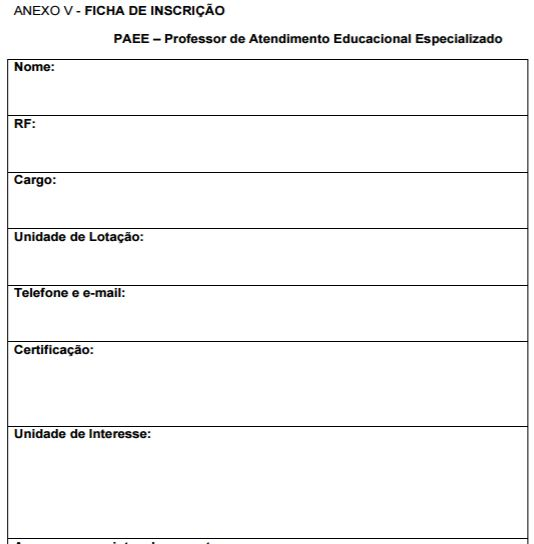 ANEXO V - FICHA DE INSCRIÇÃO
PAEE – Professor de Atendimento Educacional Especializado
Nome:
RF:
Cargo:
Unidade de Lotação:
Telefone e e-mail:
Certificação:
Unidade de Interesse: